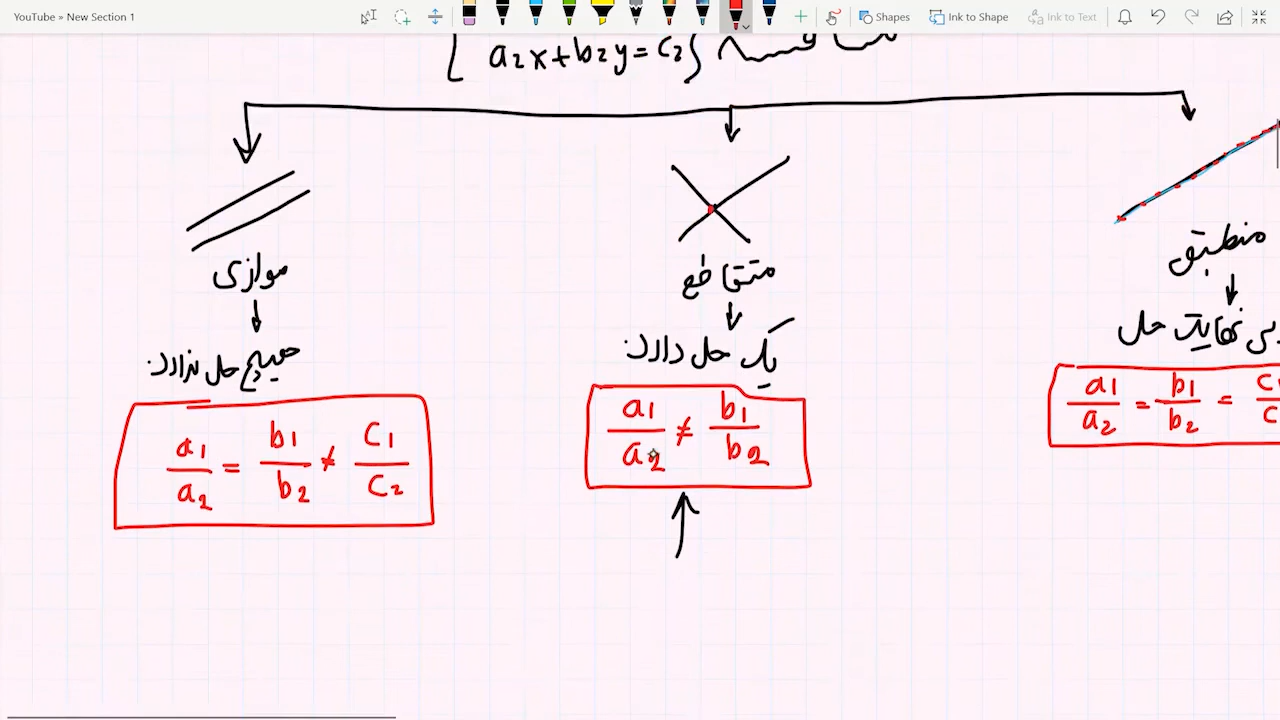 YouTube » New Section 1
Shapes Ink to Shape Ink to Text
a2x+b2y=c2
موازی
متقاطع
منطبق
هیچ حل ندارد
یک حل دارد
نهایت حل
a1/a2 = b1/b2 ≠ c1/c2
a1/a2 ≠ b1/b2
a1/a2 = b1/b2 =